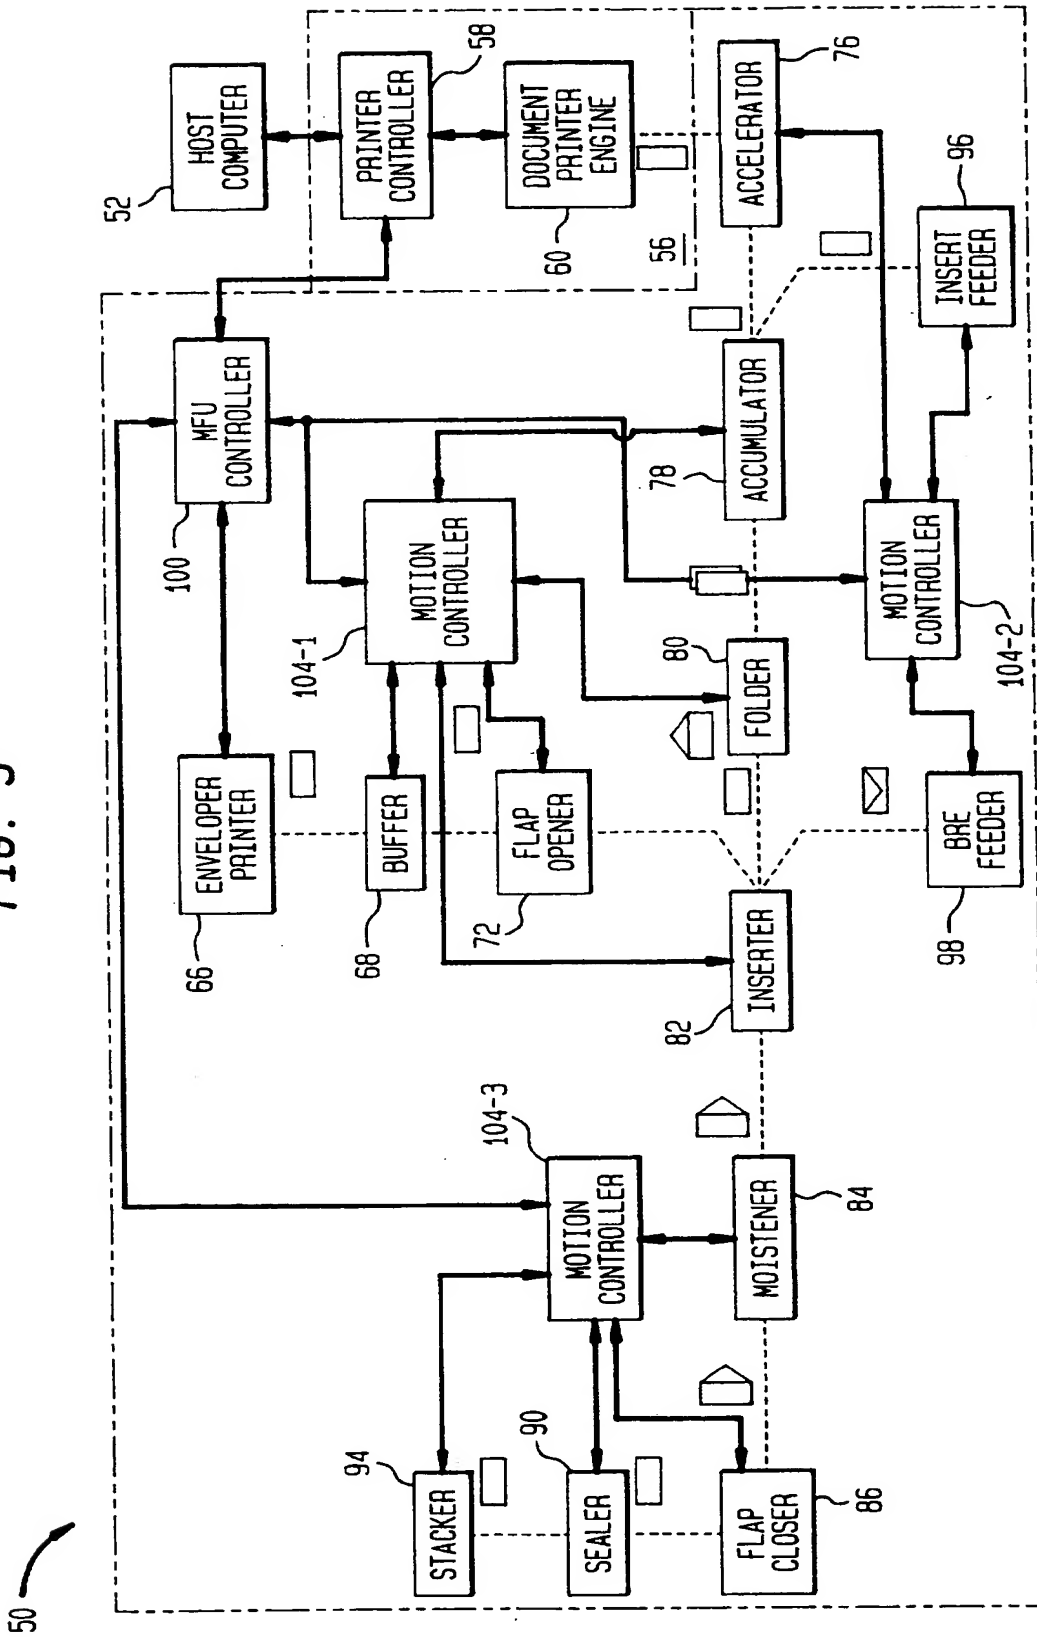 50
FIG.
52
HOST
COMPUTER
66
ENVELOPER
PRINTER
100
MFU
CONTROLLER
58
PRINTER
CONTROLLER
94
STACKER
68
BUFFER
104-1
MOTION
CONTROLLER
60
DOCUMENT
PRINTER
ENGINE
90
SEALER
104-3
MOTION
CONTROLLER
72
FLAP
OPENER
56
86
FLAP
CLOSER
84
MOISTENER
82
INSERTER
80
FOLDER
78
ACCUMULATOR
76
ACCELERATOR
98
BRE
FEEDER
104-2
MOTION
CONTROLLER
96
INSERT
FEEDER